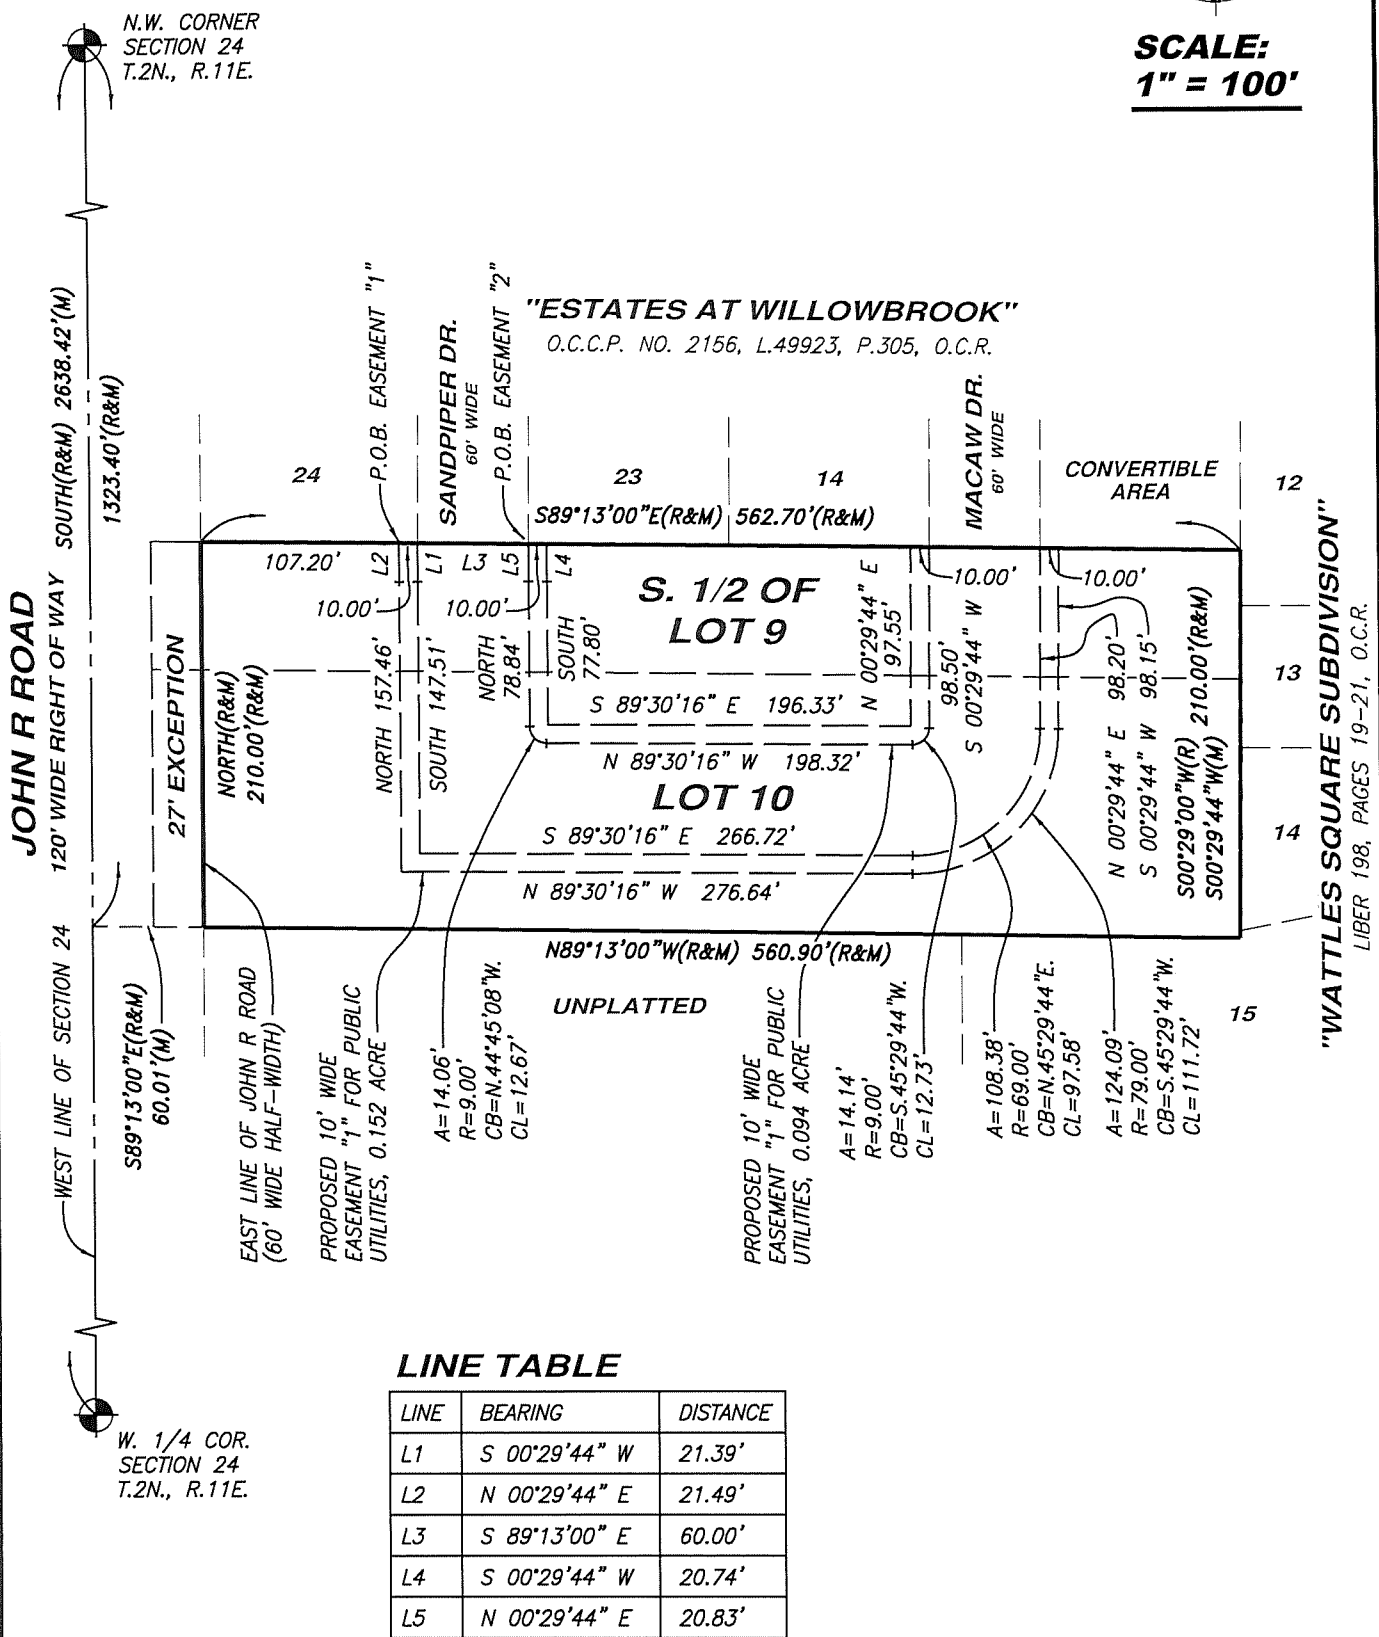 N.W. CORNER
SECTION 24
T.2N., R.11E.
SCALE:
1" = 100'
JOHN R ROAD
120' WIDE RIGHT OF WAY
SOUTH(R&M) 2638.42'(M)
1323.40'(R&M)
WEST LINE OF SECTION 24
27' EXCEPTION
"ESTATES AT WILLOWBROOK"
O.C.C.P. NO. 2156, L.49923, P.305, O.C.R.
P.O.B. EASEMENT "1"
SANDPIPER DR.
60' WIDE
P.O.B. EASEMENT "2"
MACAW DR.
60' WIDE
24
23
14
CONVERTIBLE
AREA
12
S89°13'00"E(R&M) 562.70'(R&M)
107.20'
L2
L1
L3
L5
L4
10.00'
10.00'
10.00'
10.00'
S. 1/2 OF
LOT 9
NORTH(R&M)
210.00'(R&M)
NORTH 157.46'
SOUTH 147.51'
NORTH
78.84'
SOUTH
77.80'
N 00°29'44" E
97.55'
98.50'
S 00°29'44" W
N 00°29'44" E 98.20'
S 00°29'44" W 98.15'
S00°29'00"W(R)
S00°29'44"W(M)
210.00'(R&M)
13
14
15
"WATTLES SQUARE SUBDIVISION"
LIBER 198, PAGES 19-21, O.C.R.
S 89°30'16" E 196.33'
N 89°30'16" W 198.32'
LOT 10
S 89°30'16" E 266.72'
N 89°30'16" W 276.64'
N89°13'00"W(R&M) 560.90'(R&M)
UNPLATTED
S89°13'00"E(R&M)
60.01'(M)
EAST LINE OF JOHN R ROAD
(60' WIDE HALF-WIDTH)
PROPOSED 10' WIDE
EASEMENT "1" FOR PUBLIC
UTILITIES, 0.152 ACRE
A=14.06'
R=9.00'
CB=N.44°45'08"W.
CL=12.67'
PROPOSED 10' WIDE
EASEMENT "1" FOR PUBLIC
UTILITIES, 0.094 ACRE
A=14.14'
R=9.00'
CB=S.45°29'44"W.
CL=12.73'
A=108.38'
R=69.00'
CB=N.45°29'44"E.
CL=97.58'
A=124.09'
R=79.00'
CB=S.45°29'44"W.
CL=111.72'
W. 1/4 COR.
SECTION 24
T.2N., R.11E.
LINE TABLE
LINE BEARING DISTANCE
L1 S 00°29'44" W 21.39'
L2 N 00°29'44" E 21.49'
L3 S 89°13'00" E 60.00'
L4 S 00°29'44" W 20.74'
L5 N 00°29'44" E 20.83'